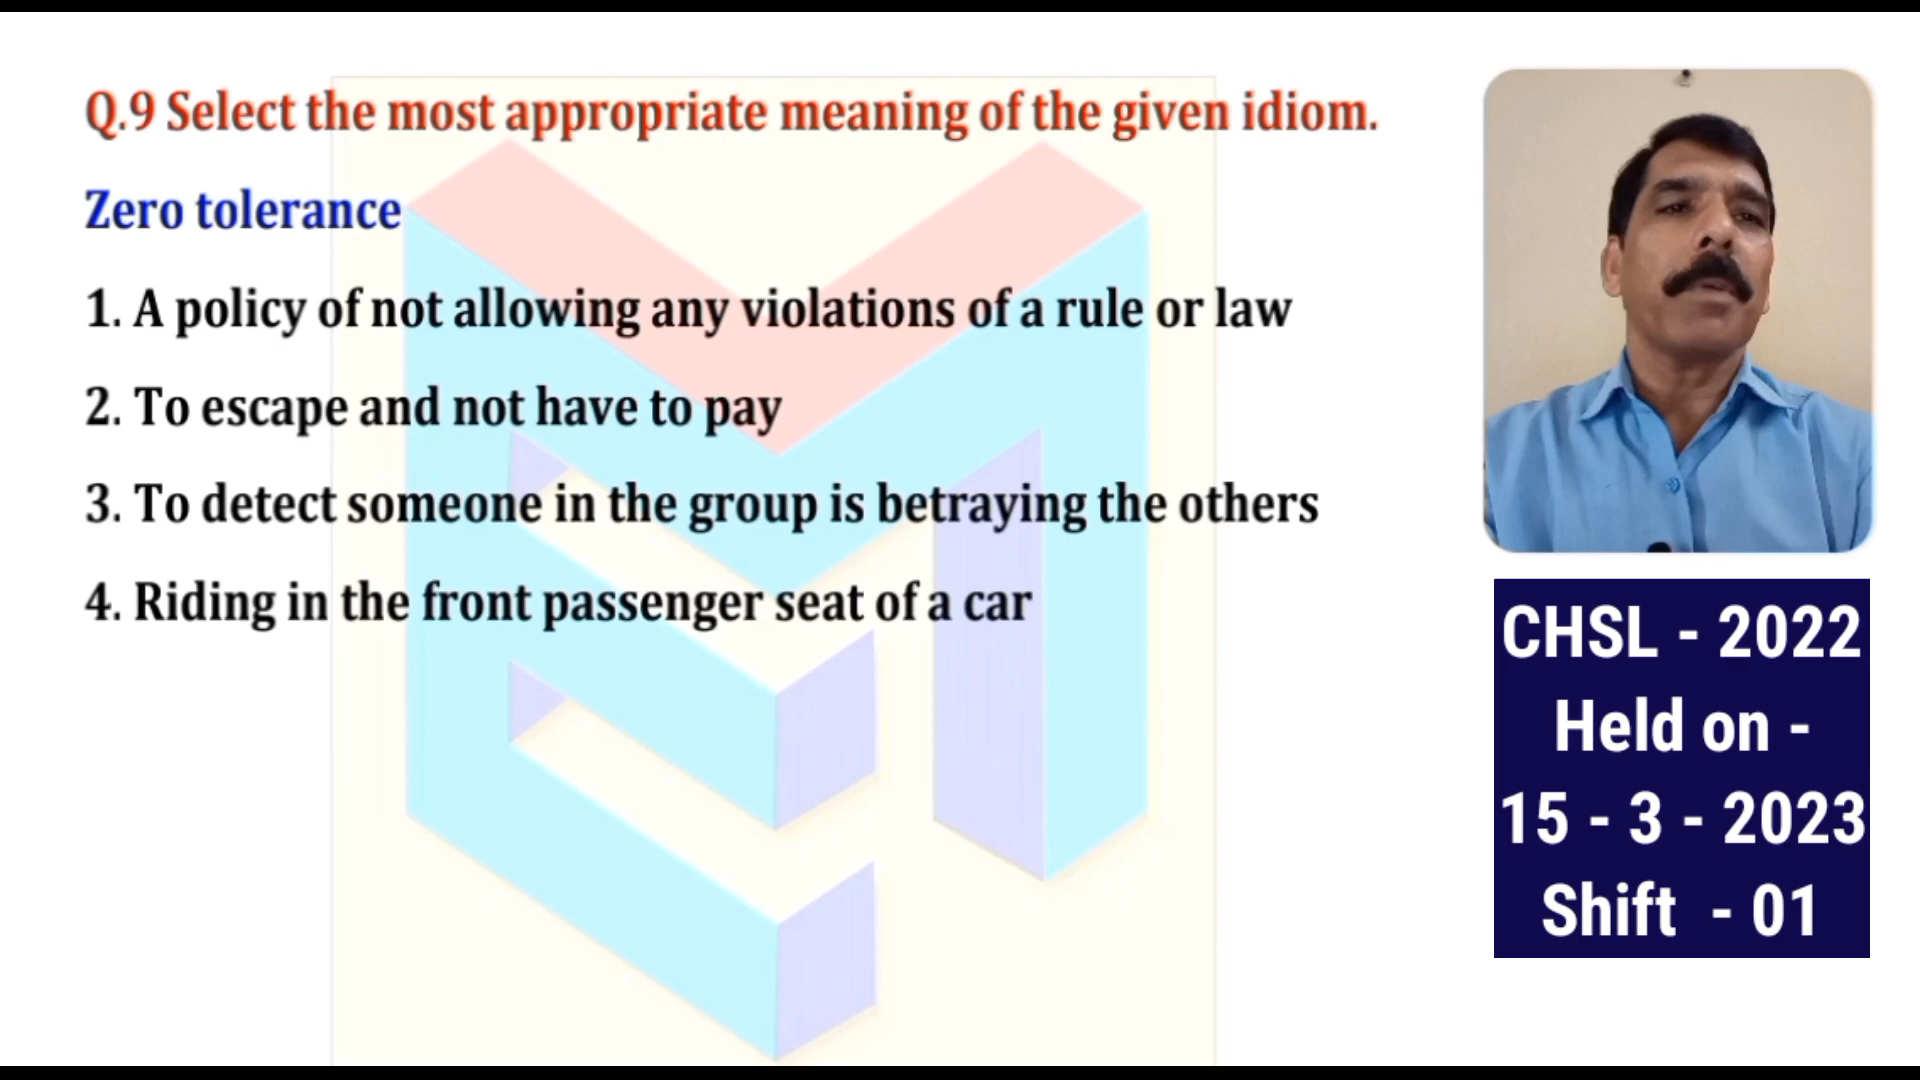 Q.9 Select the most appropriate meaning of the given idiom.
Zero tolerance
1. A policy of not allowing any violations of a rule or law
2. To escape and not have to pay
3. To detect someone in the group is betraying the others
4. Riding in the front passenger seat of a car
CHSL - 2022
Held on -
15 - 3 - 2023
Shift - 01